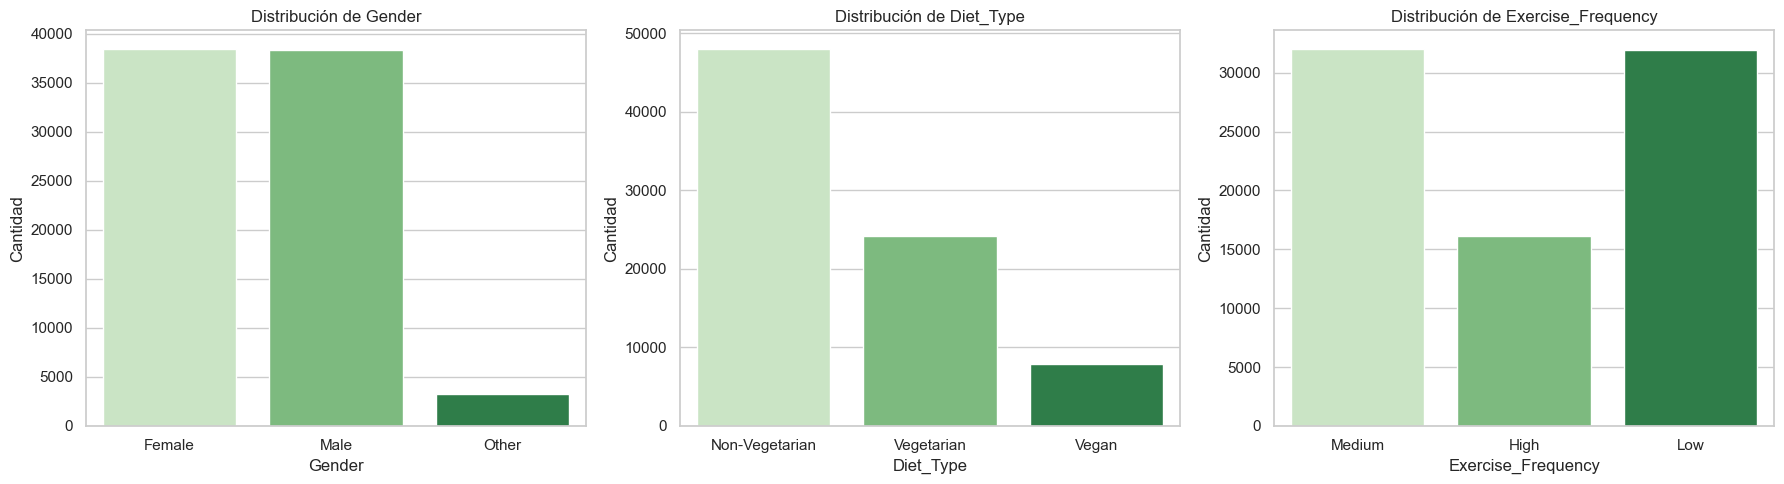 Distribución de Gender
40000
35000
30000
25000
20000
15000
10000
5000
0
Cantidad
Female Male Other
Gender
Distribución de Diet_Type
50000
40000
30000
20000
10000
0
Cantidad
Non-Vegetarian Vegetarian Vegan
Diet_Type
Distribución de Exercise_Frequency
30000
25000
20000
15000
10000
5000
0
Cantidad
Medium High Low
Exercise_Frequency